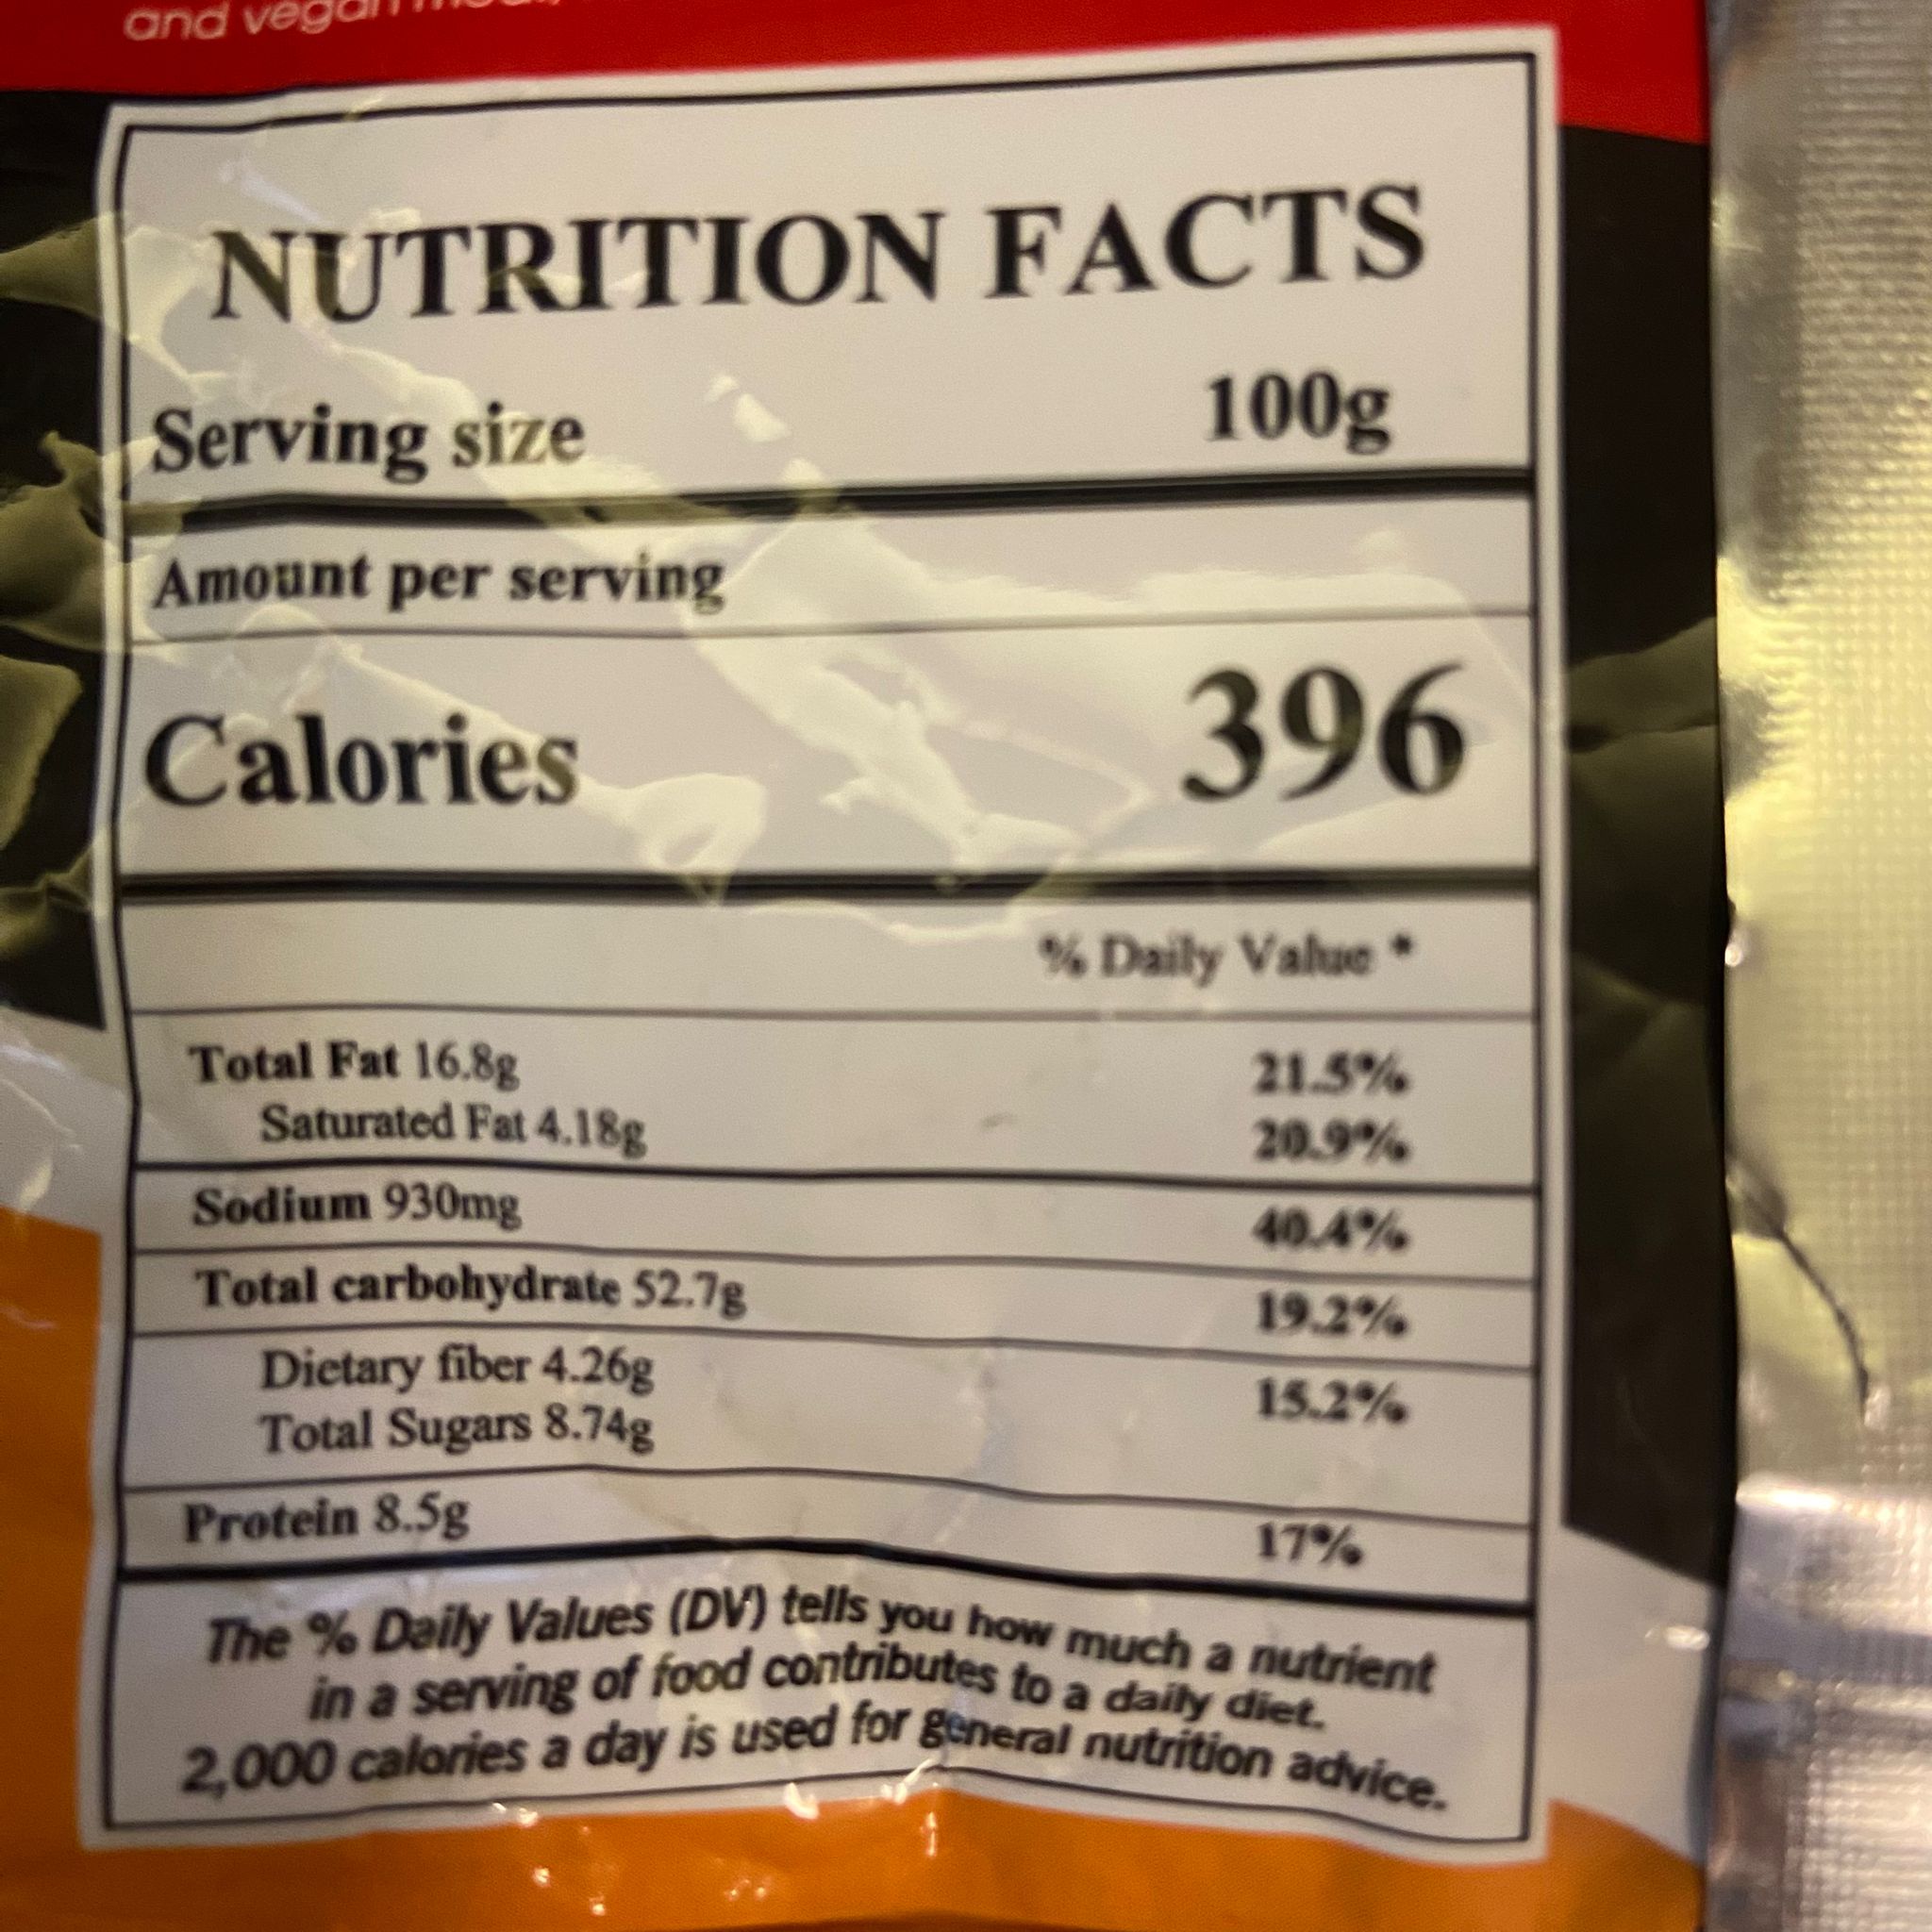 and vegan
NUTRITION FACTS
Serving size 100g
Amount per serving
Calories 396
% Daily Value *
Total Fat 16.8g 21.5%
Saturated Fat 4.18g 20.9%
Sodium 930mg 40.4%
Total carbohydrate 52.7g 19.2%
Dietary fiber 4.26g 15.2%
Total Sugars 8.74g
Protein 8.5g 17%
The % Daily Values (DV) tells you how much a nutrient
in a serving of food contributes to a daily diet.
2,000 calories a day is used for general nutrition advice.